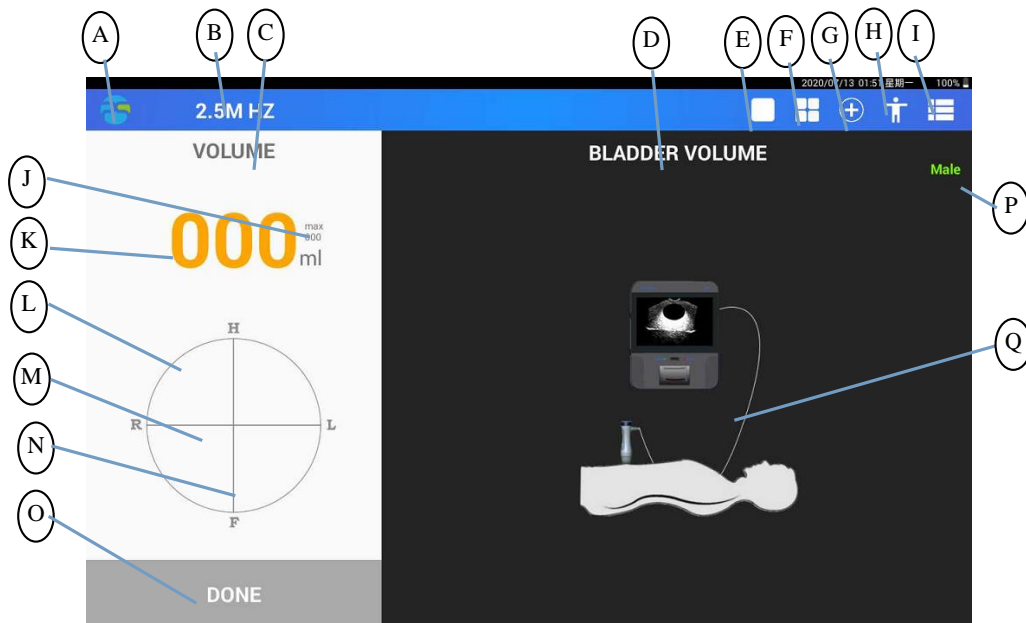 A B C D E F G H I
2020/07/13 01:51 星期一 100%
2.5M HZ
VOLUME
BLADDER VOLUME
Male
J
P
max
000
K
000 ml
L
H
Q
M
R L
N
F
O
DONE